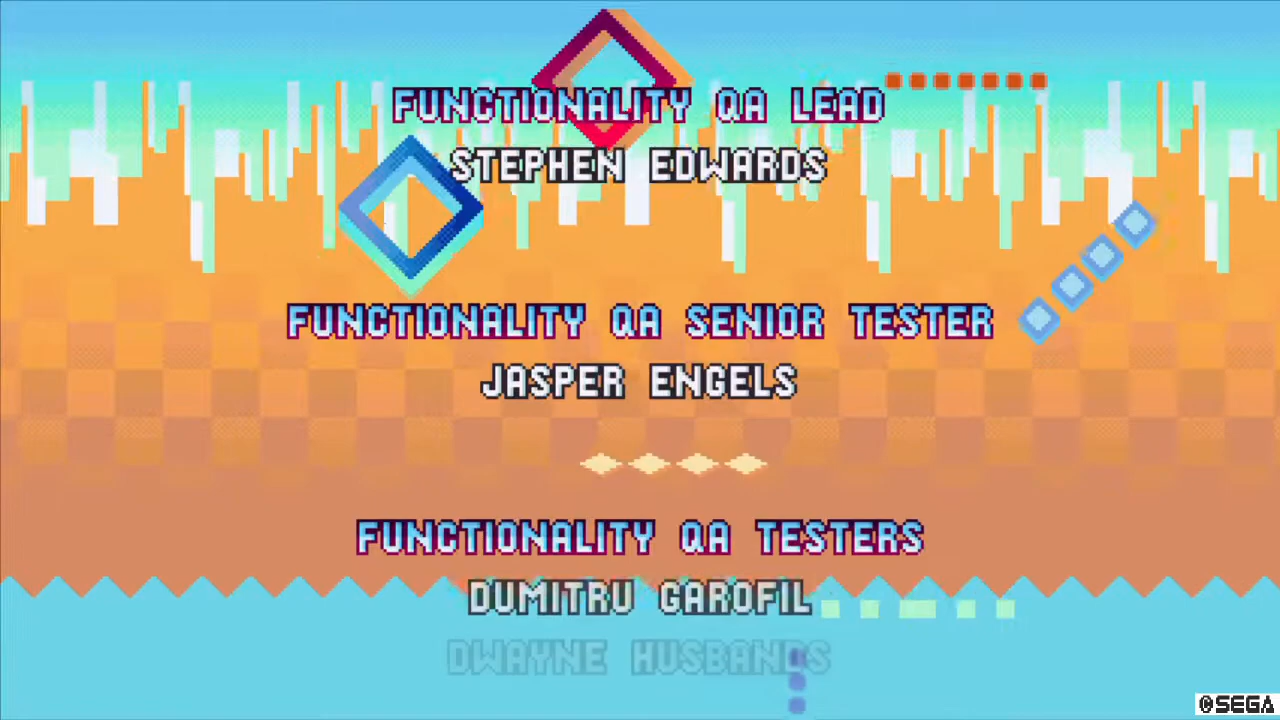 FUNCTIONALITY QA LEAD
STEPHEN EDWARDS
FUNCTIONALITY QA SENIOR TESTER
JASPER ENGELS
FUNCTIONALITY QA TESTERS
DUMITRU GAROFIL
DWAYNE HUSBANDS
©SEGA